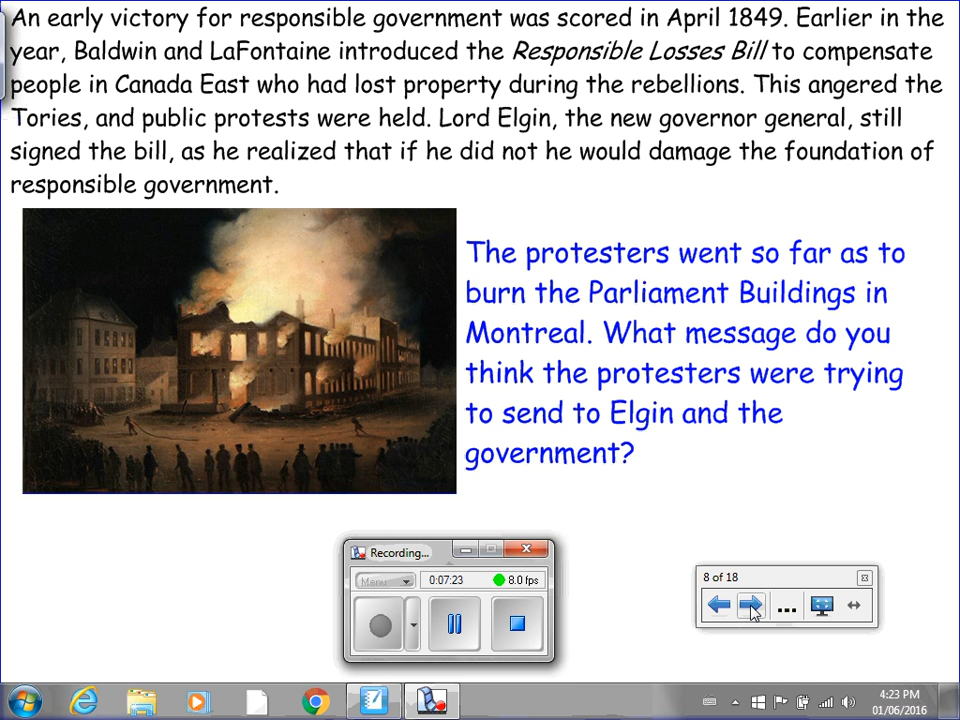 An early victory for responsible government was scored in April 1849. Earlier in the
year, Baldwin and LaFontaine introduced the Responsible Losses Bill to compensate
people in Canada East who had lost property during the rebellions. This angered the
Tories, and public protests were held. Lord Elgin, the new governor general, still
signed the bill, as he realized that if he did not he would damage the foundation of
responsible government.
The protesters went so far as to
burn the Parliament Buildings in
Montreal. What message do you
think the protesters were trying
to send to Elgin and the
government?
Recording...
Menu
0:07:23
8.0 fps
8 of 18
4:23 PM
01/06/2016